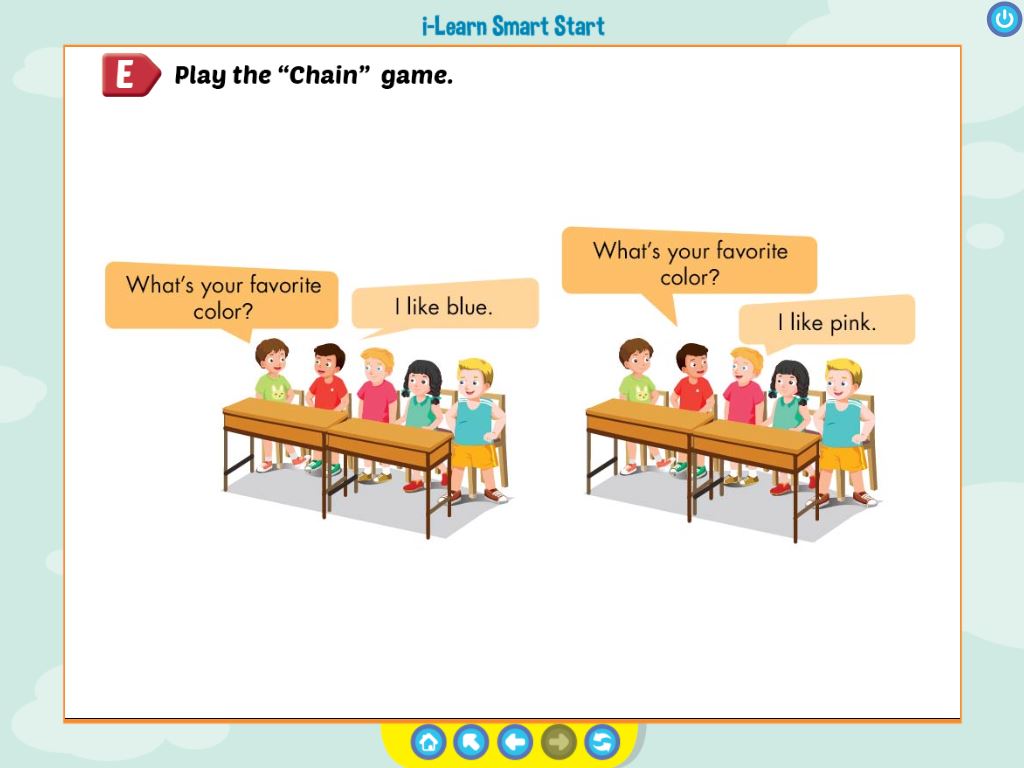 i-Learn Smart Start
E Play the “Chain” game.
What’s your favorite
color?
I like blue.
What’s your favorite
color?
I like pink.